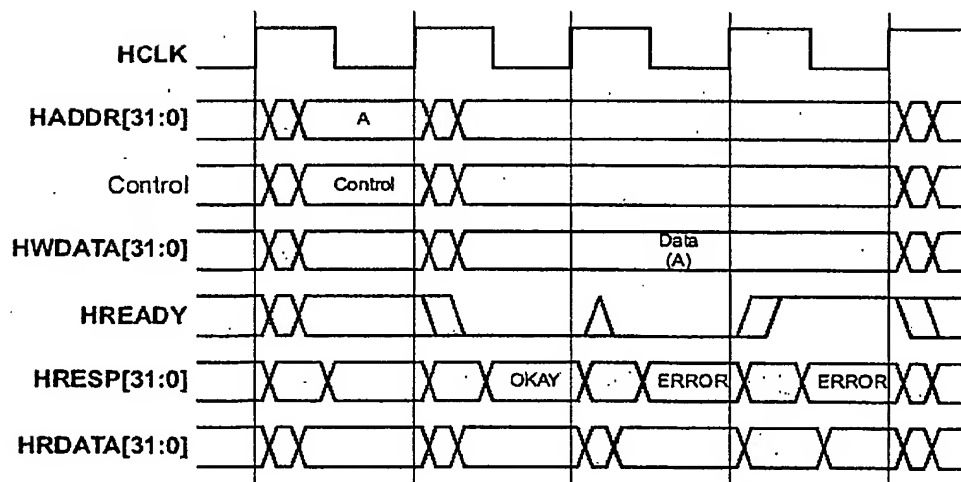 HCLK
HADDR[31:0] A
Control Control
HWDATA[31:0] Data
(A)
HREADY
HRESP[31:0] OKAY ERROR ERROR
HRDATA[31:0]